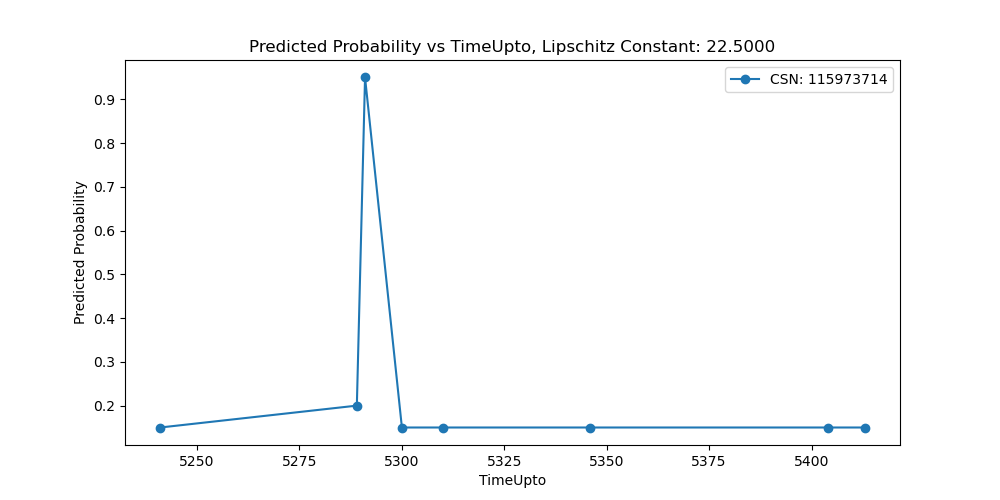 Predicted Probability vs TimeUpto, Lipschitz Constant: 22.5000
CSN: 115973714
Predicted Probability
0.9
0.8
0.7
0.6
0.5
0.4
0.3
0.2
5250 5275 5300 5325 5350 5375 5400
TimeUpto